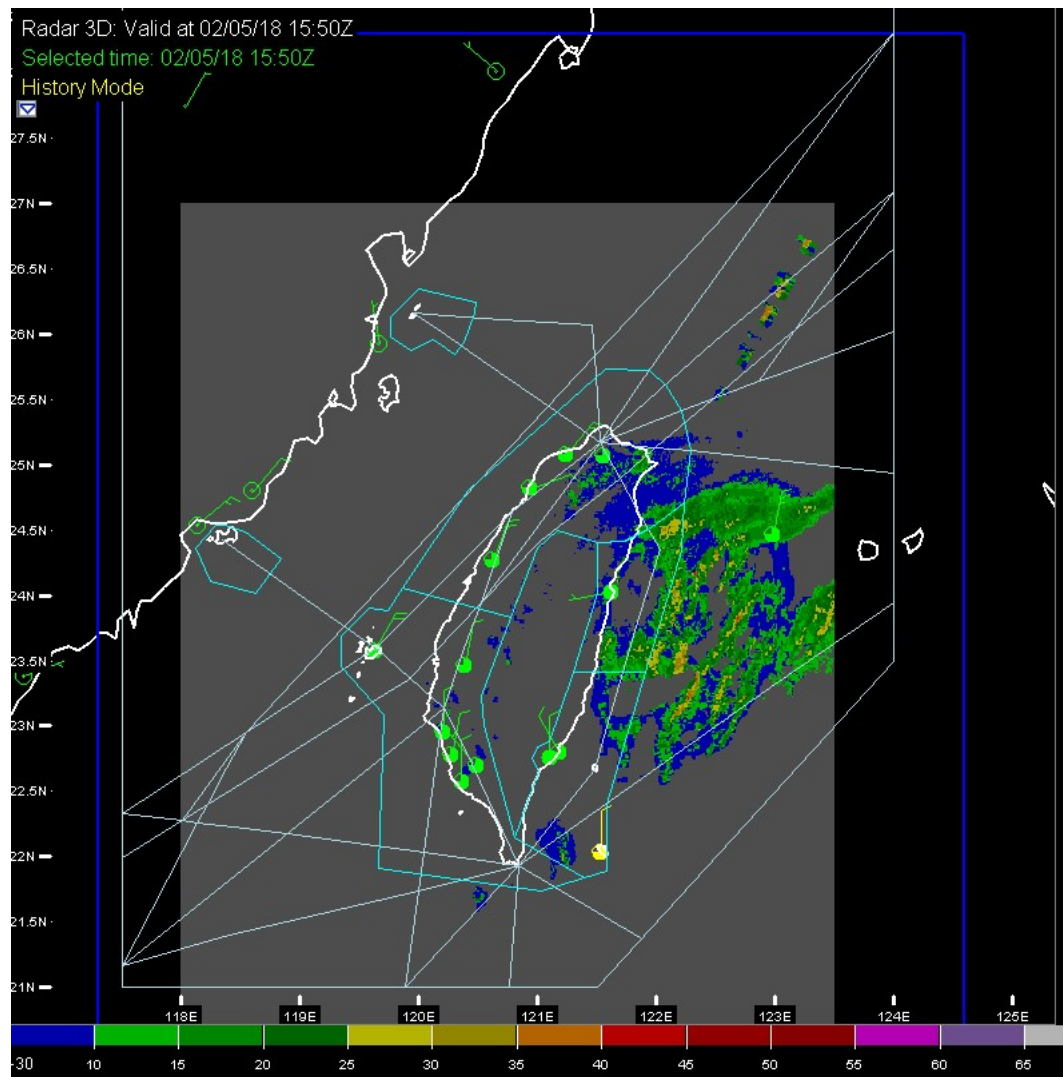 Radar 3D: Valid at 02/05/18 15:50Z
Selected time: 02/05/18 15:50Z
History Mode
27.5N
27N
26.5N
26N
25.5N
25N
24.5N
24N
23.5N
23N
22.5N
22N
21.5N
21N
118E 119E 120E 121E 122E 123E 124E 125E
-30 10 15 20 25 30 35 40 45 50 55 60 65